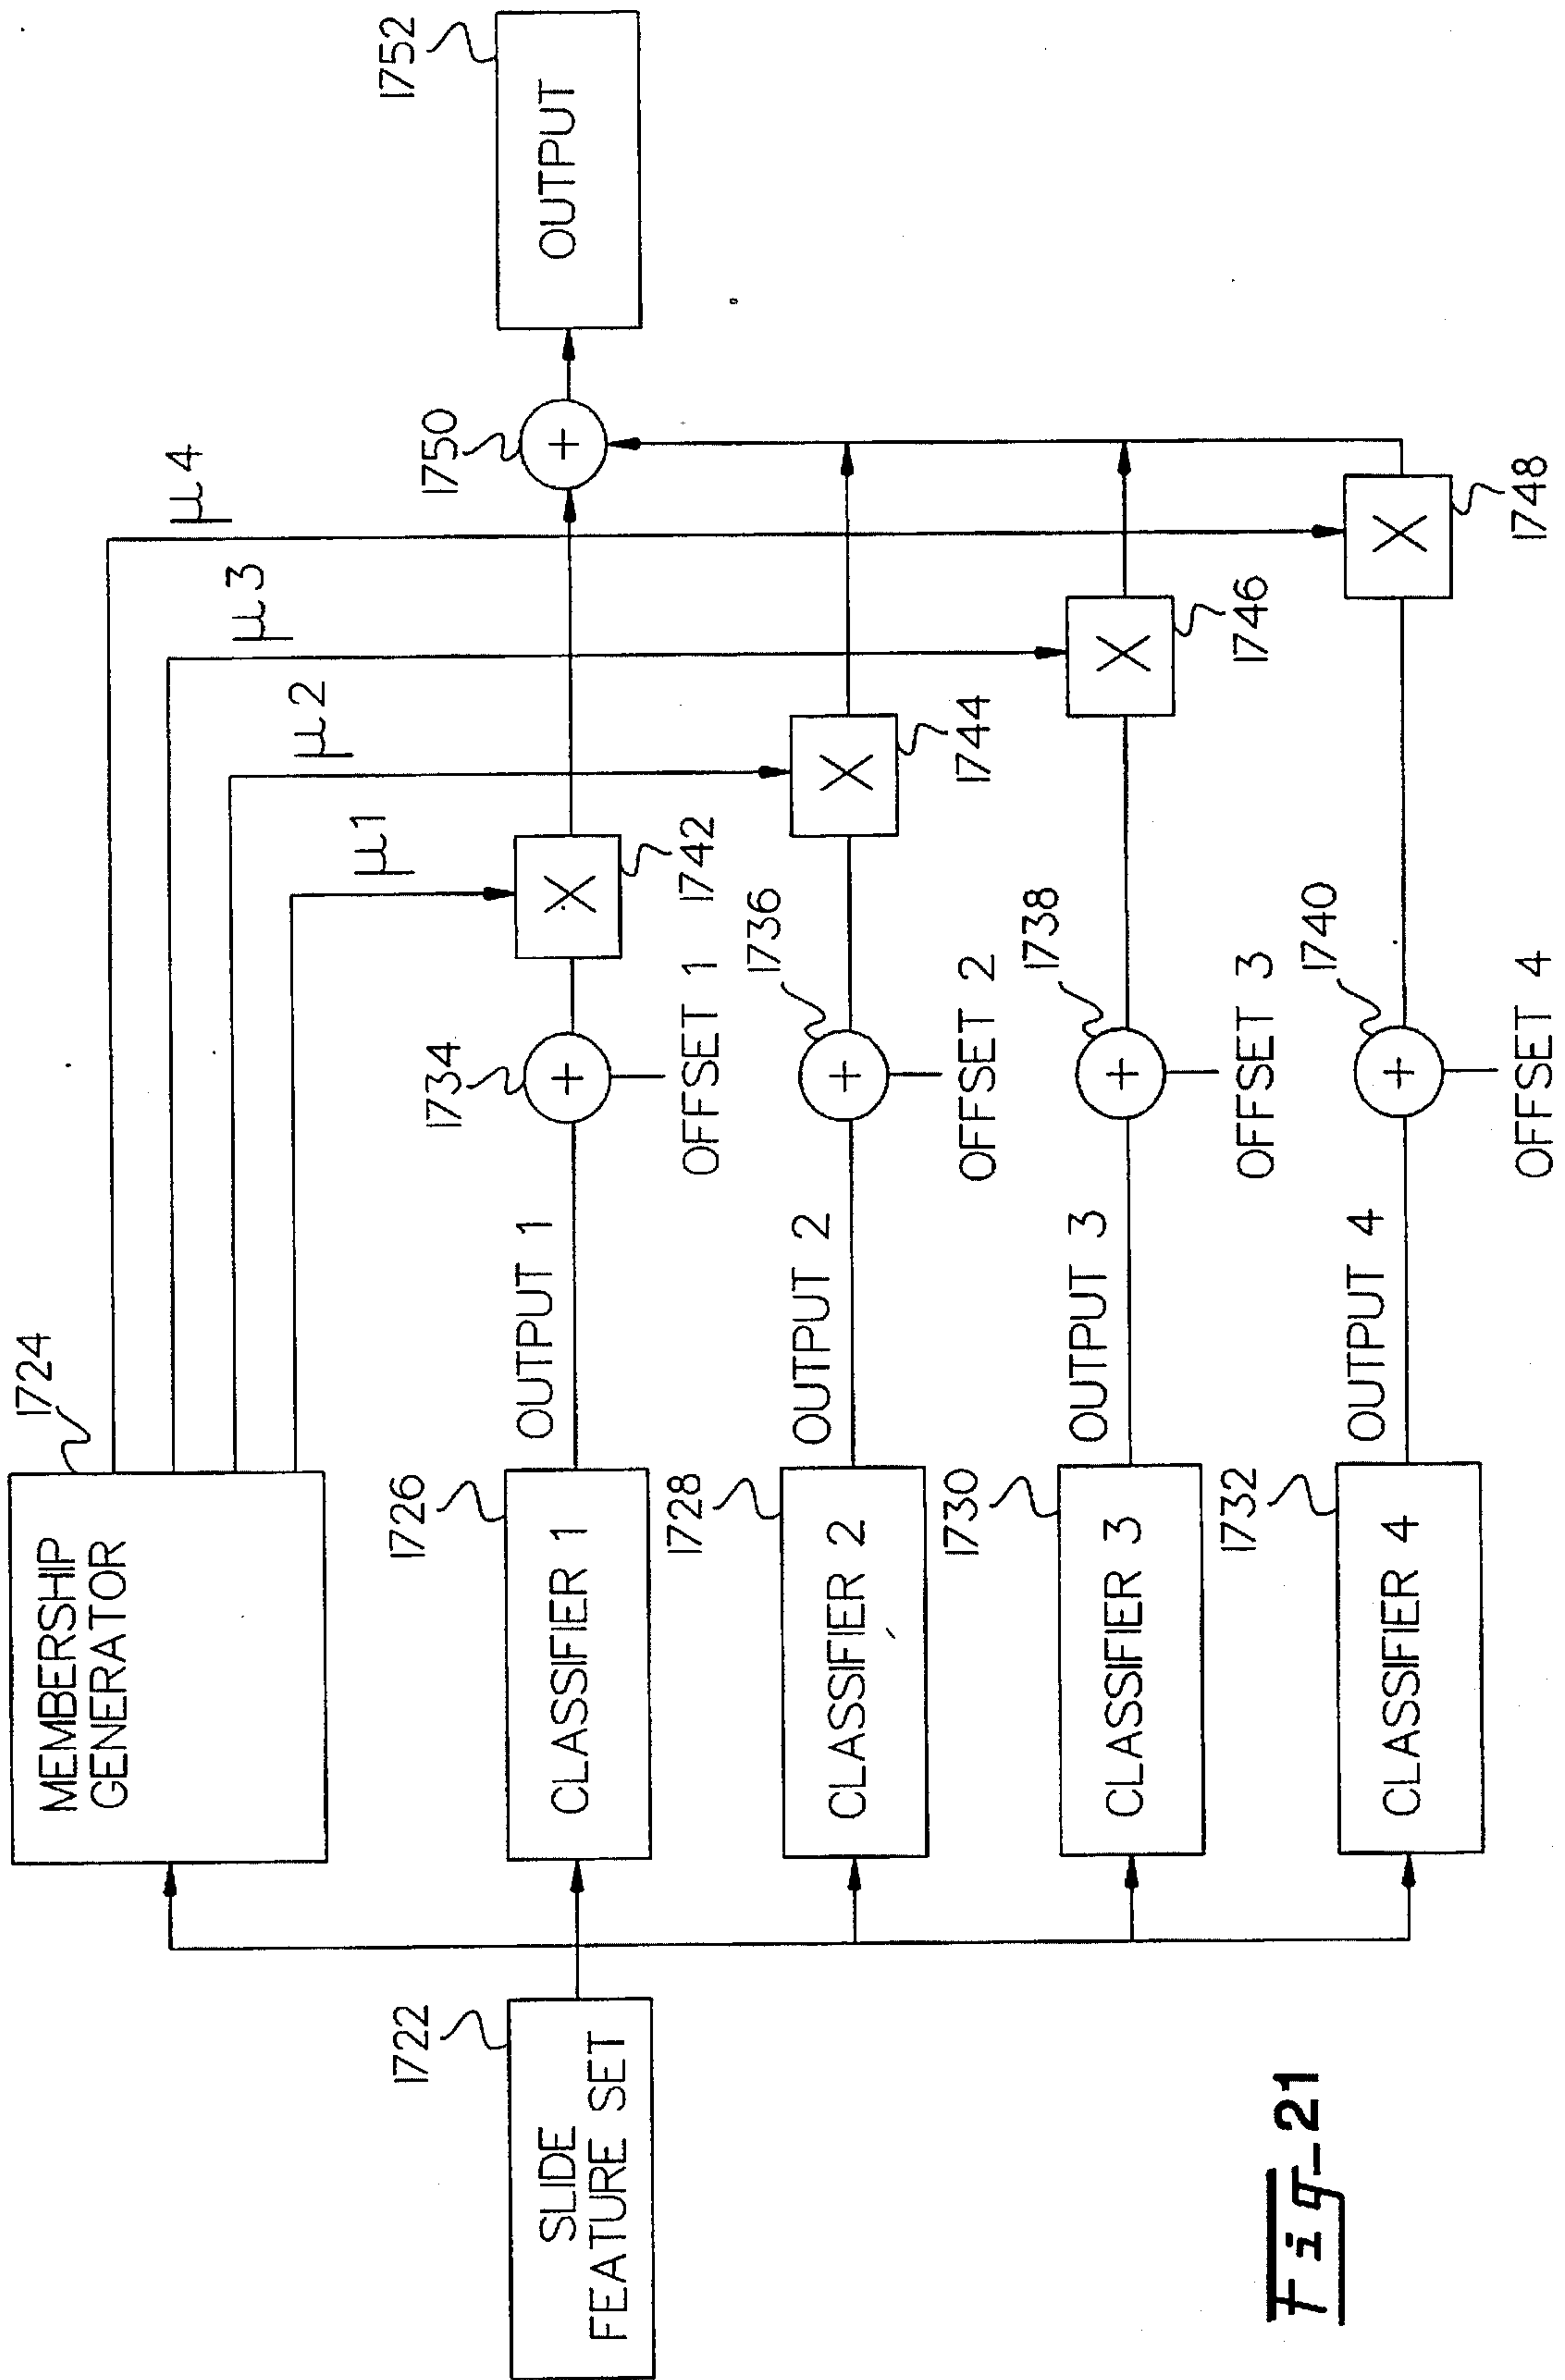 1724
MEMBERSHIP
GENERATOR
μ4
μ3
μ2
μ1
1722
SLIDE
FEATURE SET
1726
CLASSIFIER 1
OUTPUT 1
1734
OFFSET 1
+
X
1742
1750
+
1752
OUTPUT
1728
CLASSIFIER 2
OUTPUT 2
1736
+
OFFSET 2
X
1744
1730
CLASSIFIER 3
OUTPUT 3
1738
+
OFFSET 3
X
1746
1732
CLASSIFIER 4
OUTPUT 4
1740
+
OFFSET 4
X
1748
Fig-21